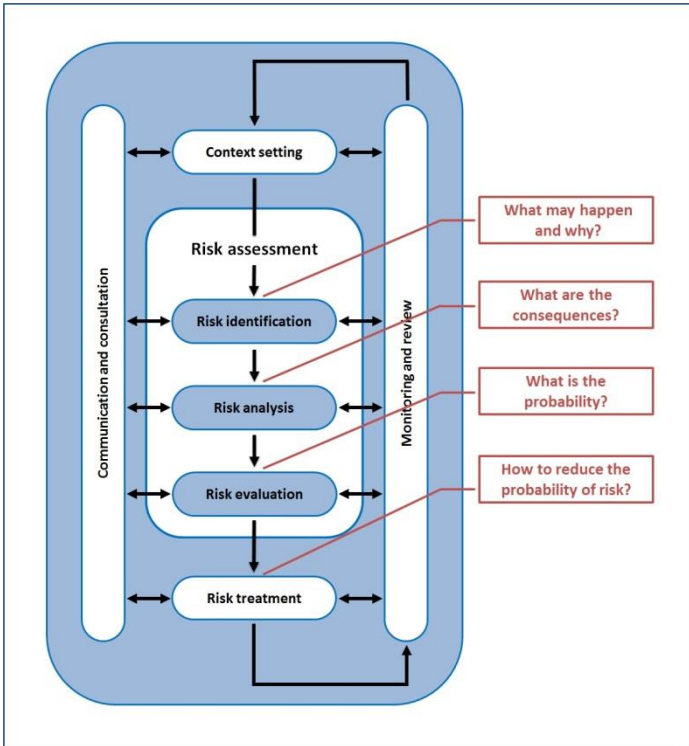 Context setting
Risk assessment
Risk identification
Risk analysis
Risk evaluation
Risk treatment
Communication and consultation
Monitoring and review
What may happen
and why?
What are the
consequences?
What is the
probability?
How to reduce the
probability of risk?